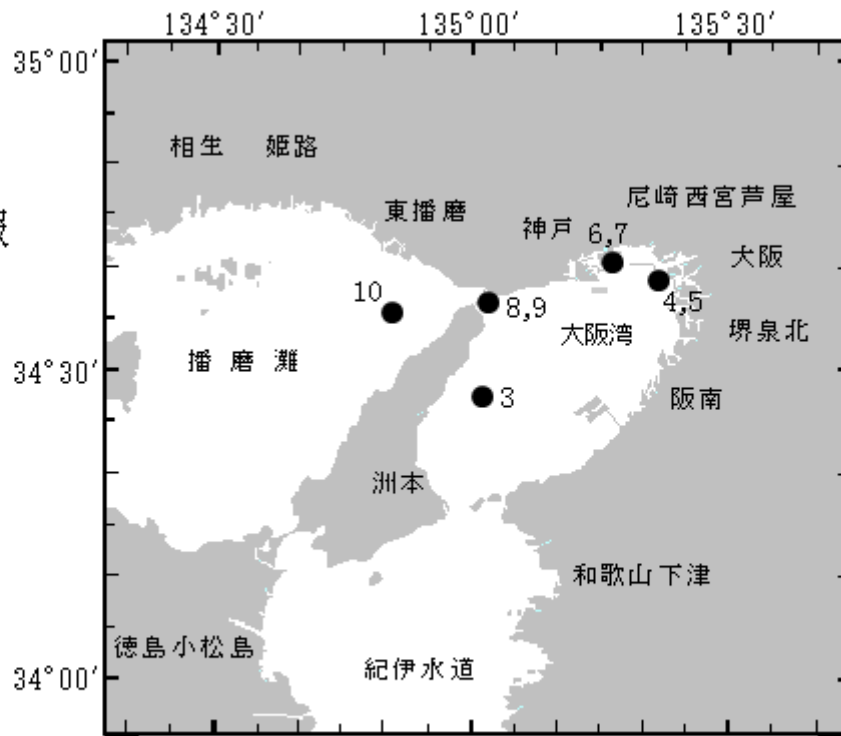 134°30′ 135°00′ 135°30′
35°00′
相生 姫路
尼崎西宮芦屋
東播磨
神戸
6,7
大阪
10
4,5
8,9
大阪湾
堺泉北
播磨灘
34°30′
3
阪南
洲本
和歌山下津
徳島小松島
紀伊水道
34°00′